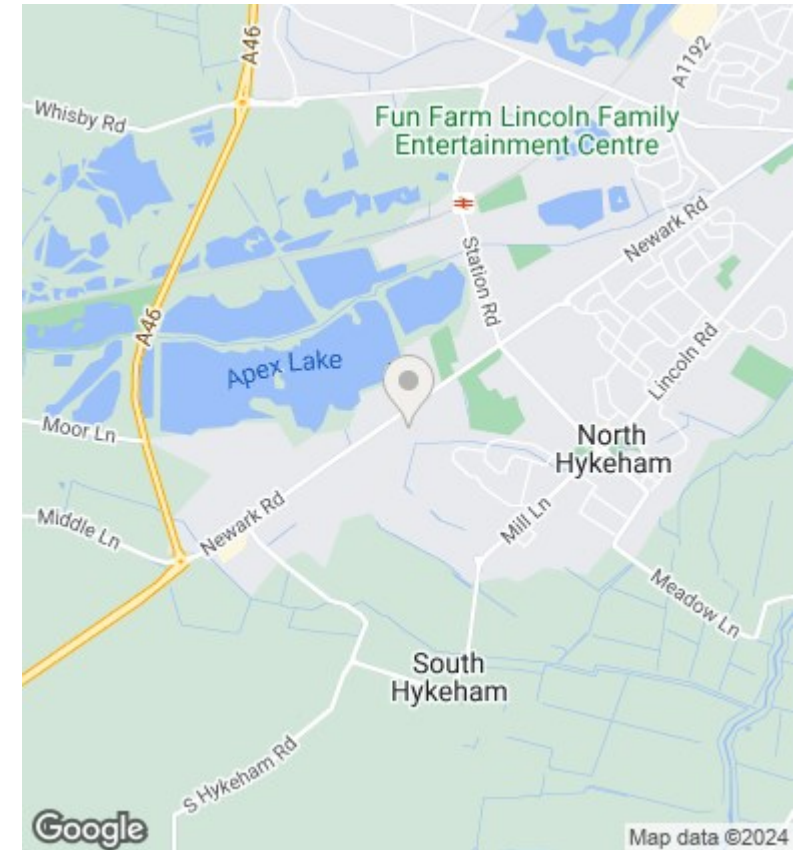 A46
A1192
Whisby Rd
Fun Farm Lincoln Family
Entertainment Centre
Newark Rd
Station Rd
A46
Lincoln Rd
Apex Lake
Moor Ln
North
Hykeham
Middle Ln
Newark Rd
Mill Ln
Meadow Ln
South
Hykeham
S Hykeham Rd
Google
Map data ©2024